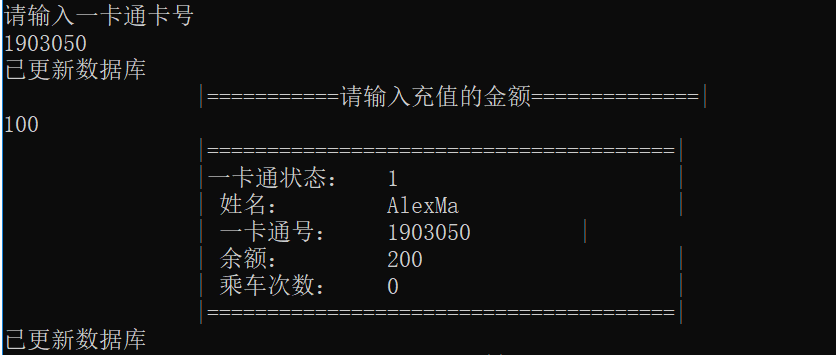 请输入一卡通卡号
1903050
已更新数据库
|===========请输入充值的金额==============|
100
|=======================================|
|一卡通状态: 1 |
| 姓名: AlexMa |
| 一卡通号: 1903050 |
| 余额: 200 |
| 乘车次数: 0 |
|=======================================|
已更新数据库